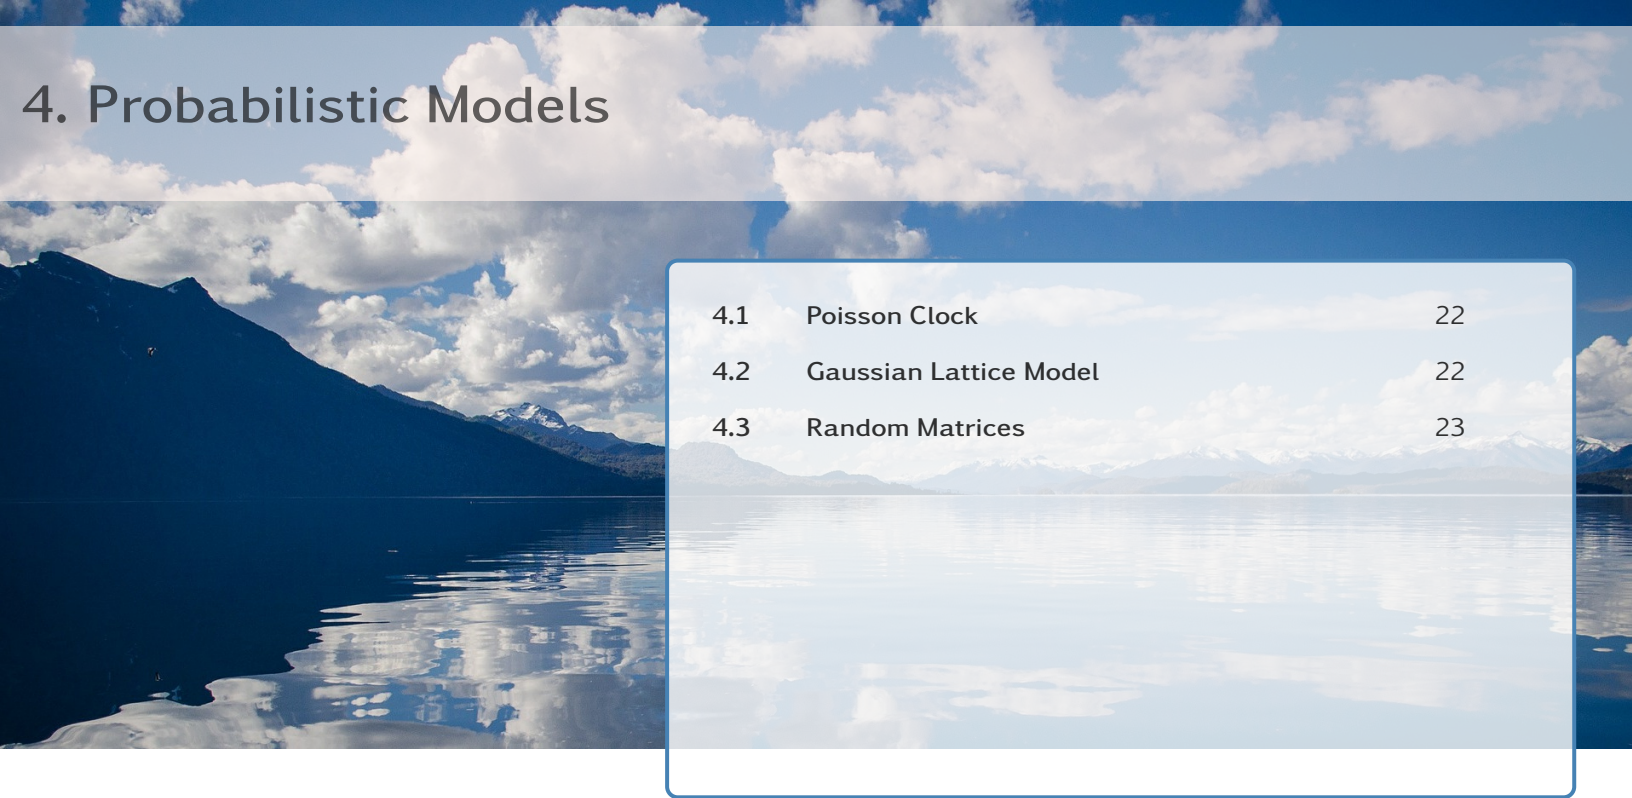 4. Probabilistic Models
4.1 Poisson Clock 22
4.2 Gaussian Lattice Model 22
4.3 Random Matrices 23